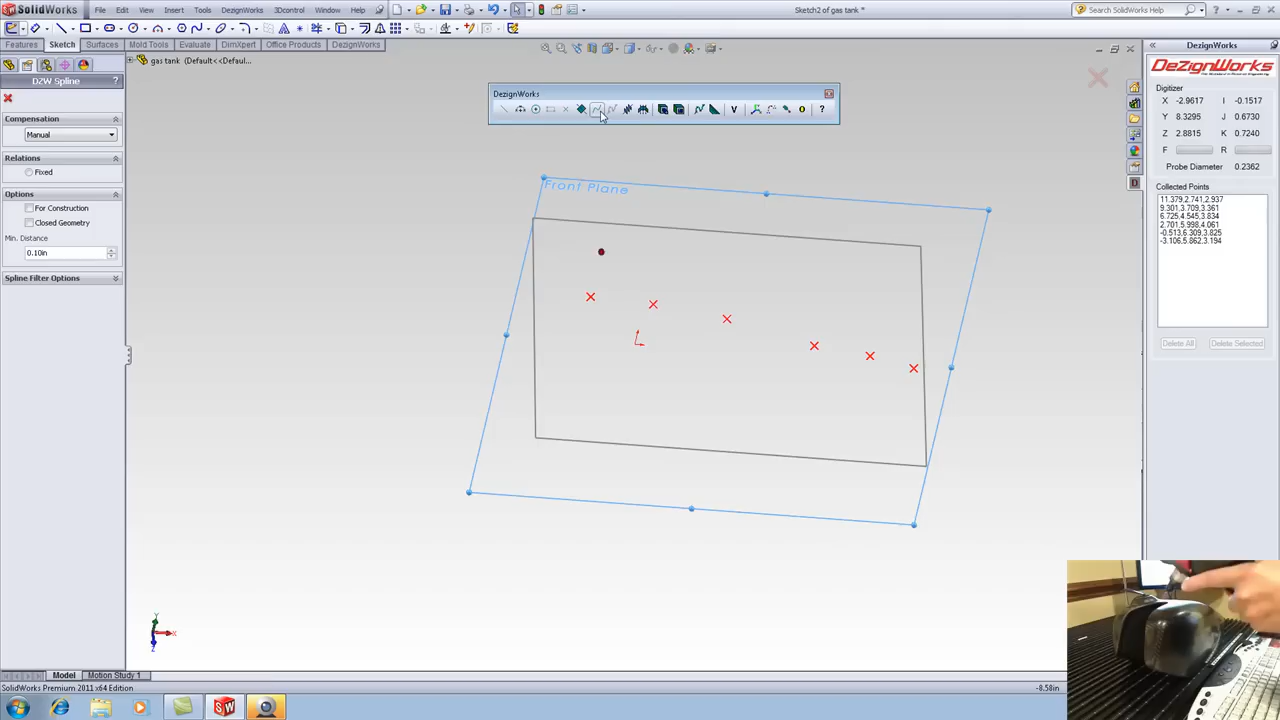 SolidWorks File Edit View Insert Tools DezignWorks Simulation Window 3Dcontrol Help
Sketch2 of gas tank *
Search SolidWorks Help
Features Sketch Surfaces Mold Tools Evaluate DimXpert Office Products DezignWorks
gas tank (Default<<Defaul...
DZW Spline ?
Compensation
Manual
Relations
Fixed
Options
For Construction
Closed Geometry
Min. Distance
0.10in
Spline Filter Options
DezignWorks
V ?
Front Plane
Y
X
Z
DezignWorks
DezignWorks
Digitizer
X -2.9617 I -0.1517
Y 8.3295 J 0.6730
Z 2.8815 K 0.7240
F R
Probe Diameter 0.2362
Collected Points
11.379,2.741,2.937
9.301,3.709,3.361
6.725,4.545,3.834
2.701,5.998,4.061
-0.513,6.309,3.825
-3.106,5.862,3.194
Delete All Delete Selected
Model Motion Study 1
SolidWorks Premium 2011 x64 Edition
-8.58in